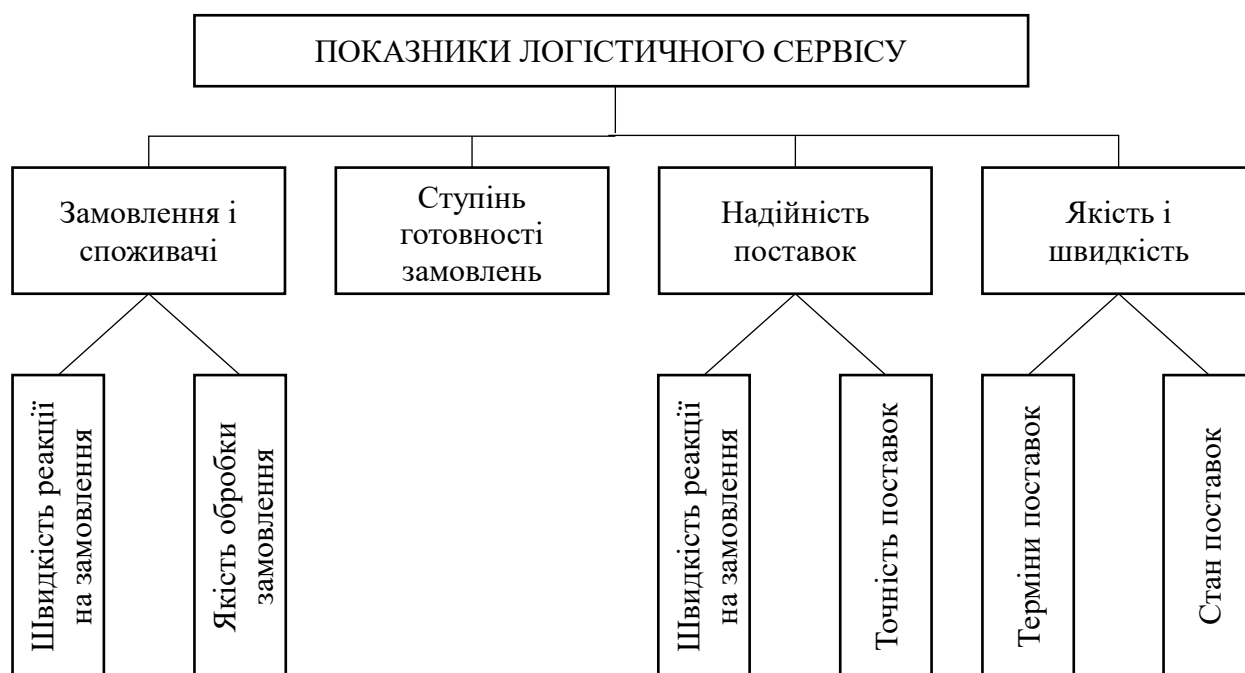 ПОКАЗНИКИ ЛОГІСТИЧНОГО СЕРВІСУ
Замовлення і
споживачі
Ступінь
готовності
замовлень
Надійність
поставок
Якість і
швидкість
Швидкість реакції
на замовлення
Якість обробки
замовлення
Швидкість реакції
на замовлення
Точність поставок
Терміни поставок
Стан поставок